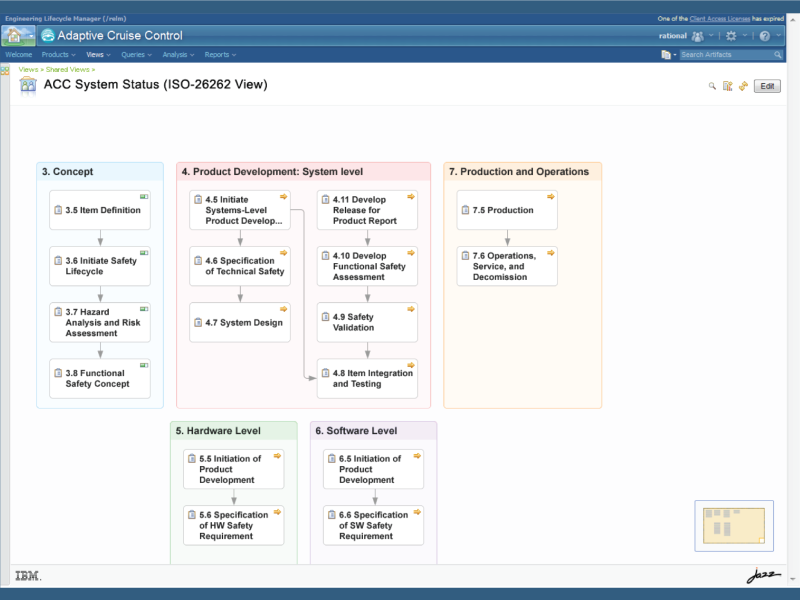 Engineering Lifecycle Manager (/relm)
One of the Client Access Licenses has expired
Adaptive Cruise Control
rational
Welcome Products Views Queries Analysis Reports
Search Artifacts
Views > Shared Views >
ACC System Status (ISO-26262 View)
Edit
3. Concept
3.5 Item Definition
3.6 Initiate Safety
Lifecycle
3.7 Hazard
Analysis and Risk
Assessment
3.8 Functional
Safety Concept
4. Product Development: System level
4.5 Initiate
Systems-Level
Product Develop...
4.6 Specification
of Technical Safety
4.7 System Design
4.11 Develop
Release for
Product Report
4.10 Develop
Functional Safety
Assessment
4.9 Safety
Validation
4.8 Item Integration
and Testing
7. Production and Operations
7.5 Production
7.6 Operations,
Service, and
Decomission
5. Hardware Level
5.5 Initiation of
Product
Development
5.6 Specification
of HW Safety
Requirement
6. Software Level
6.5 Initiation of
Product
Development
6.6 Specification
of SW Safety
Requirement
IBM.
Jazz